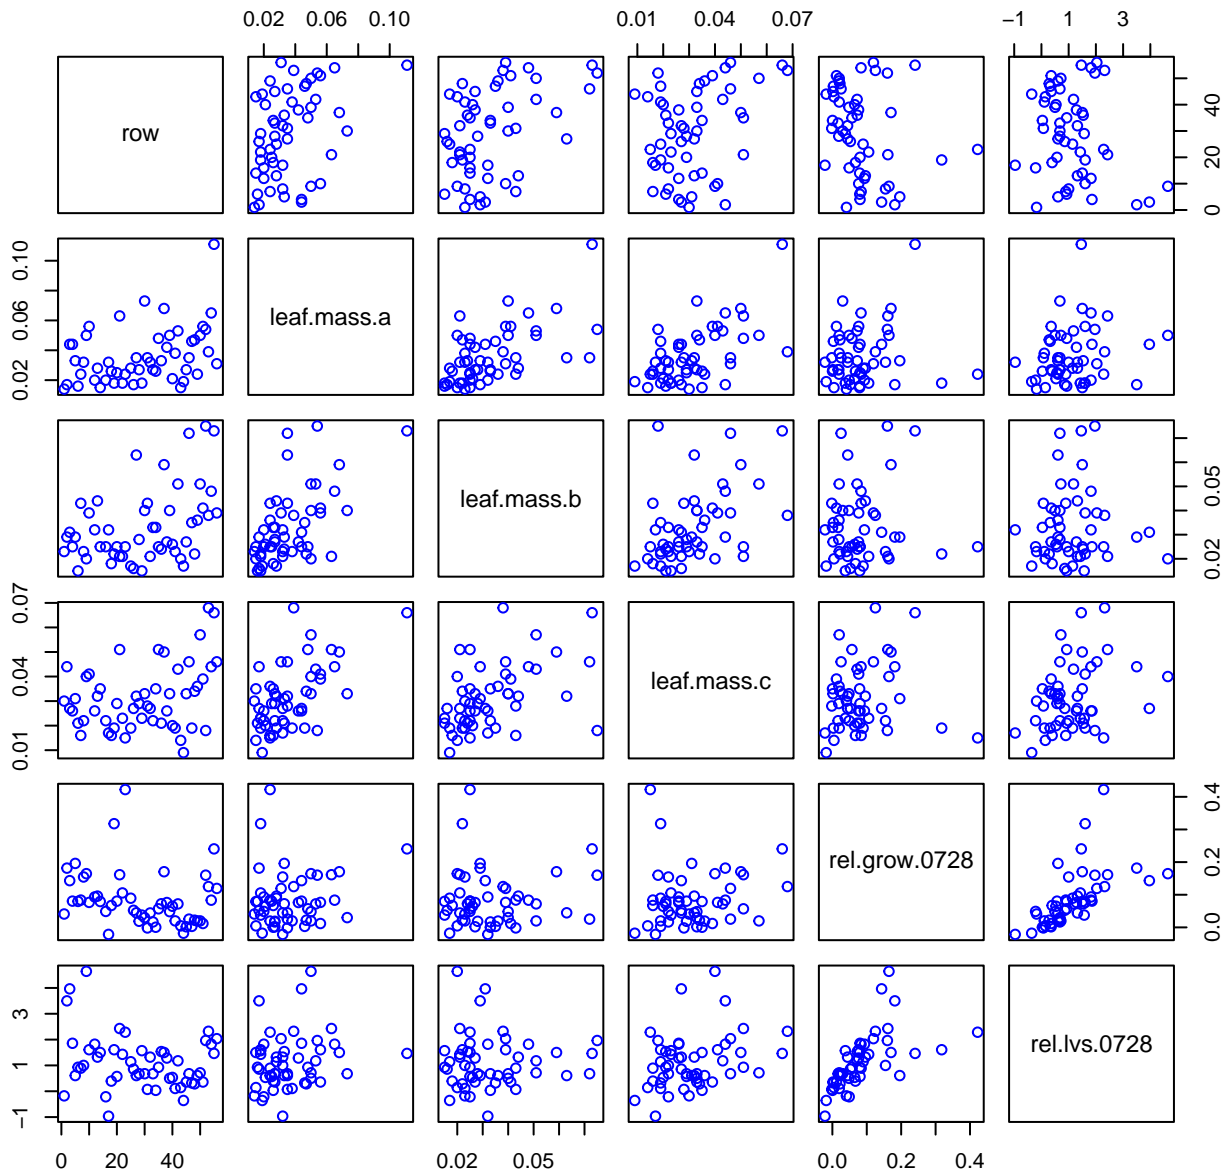 0.02 0.06 0.10 0.01 0.04 0.07 −1 1 3
row 0 20 40
0.02 0.06 0.10 leaf.mass.a
leaf.mass.b 0.02 0.05
0.01 0.04 0.07 leaf.mass.c
rel.grow.0728 0.0 0.2 0.4
−1 1 3 rel.lvs.0728
0 20 40 0.02 0.05 0.0 0.2 0.4